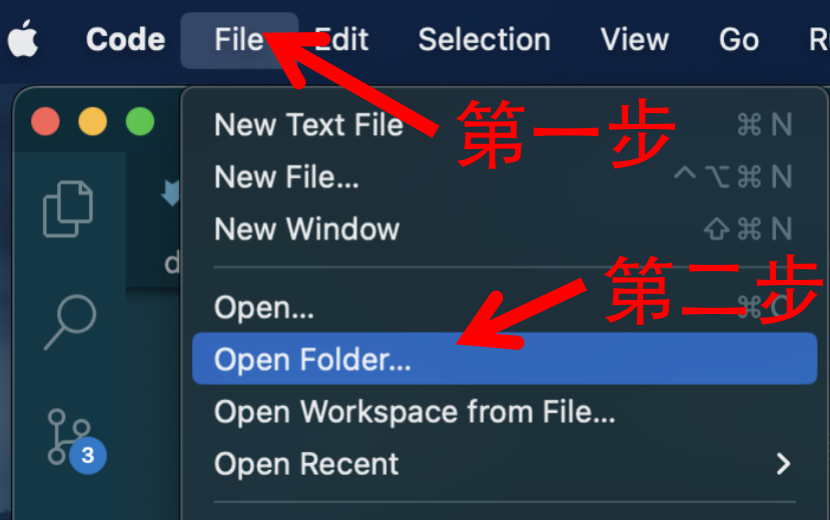 Code File Edit Selection View Go
第一步
New Text File ⌘ N
New File... ^⌥⌘ N
New Window ⇧⌘ N
第二步
Open... ⌘
Open Folder...
Open Workspace from File...
Open Recent >
3